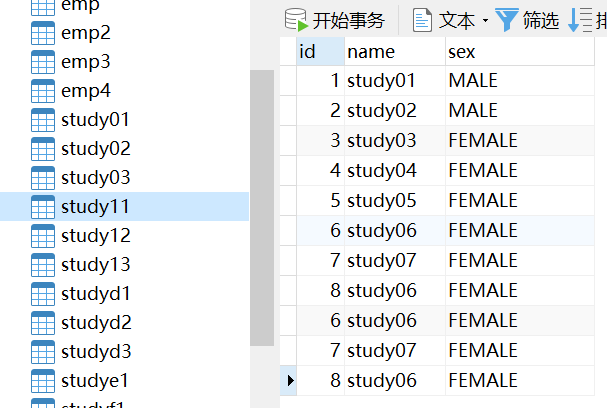 emp
emp2
emp3
emp4
study01
study02
study03
study11
study12
study13
studyd1
studyd2
studyd3
studye1
studyf1
开始事务 文本 筛选
id name sex
1 study01 MALE
2 study02 MALE
3 study03 FEMALE
4 study04 FEMALE
5 study05 FEMALE
6 study06 FEMALE
7 study07 FEMALE
8 study06 FEMALE
6 study06 FEMALE
7 study07 FEMALE
8 study06 FEMALE